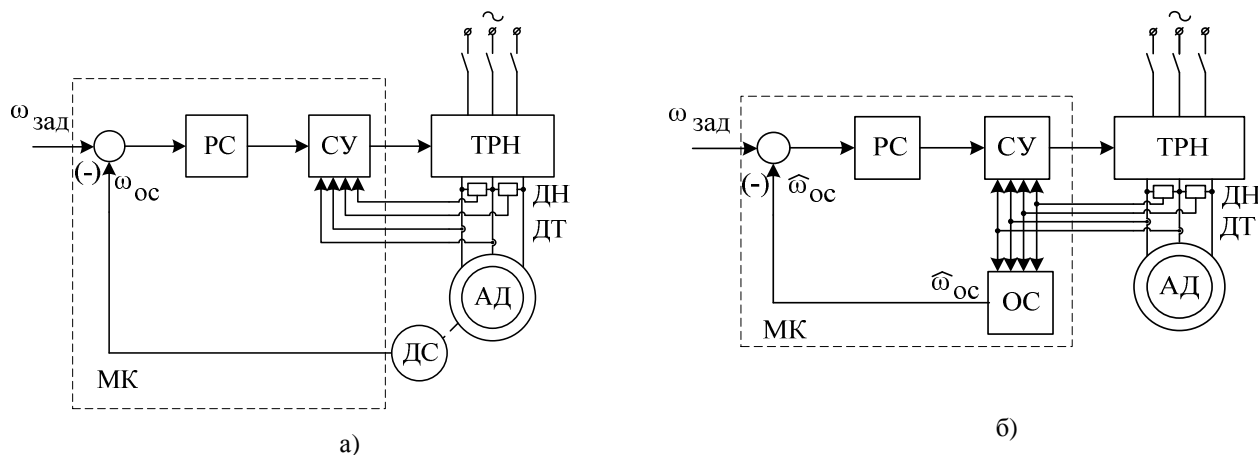 ω зад
(-)
ω ос
РС
СУ
ТРН
ДН
ДТ
АД
ДС
МК
а)
ω зад
(-)
ω̂ ос
РС
СУ
ТРН
ДН
ДТ
ω̂ ос
ОС
АД
МК
б)